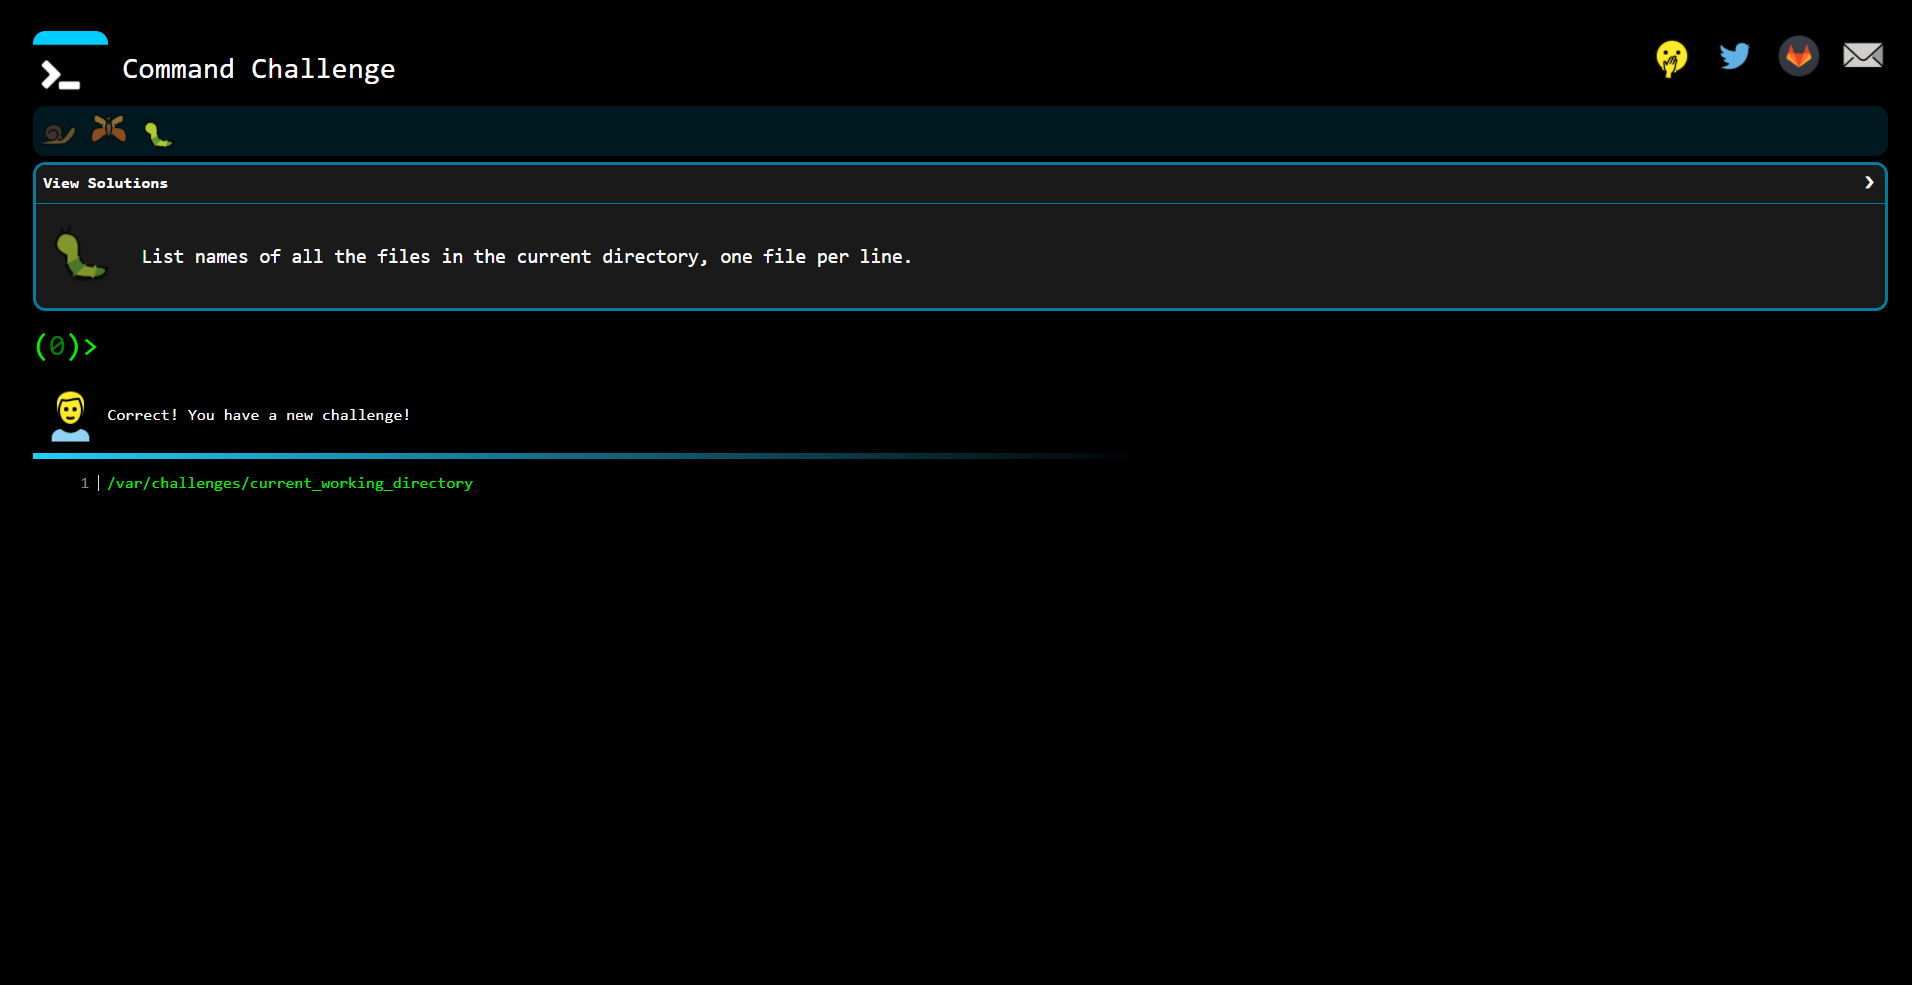 Command Challenge
View Solutions
List names of all the files in the current directory, one file per line.
(0)>
Correct! You have a new challenge!
1 /var/challenges/current_working_directory